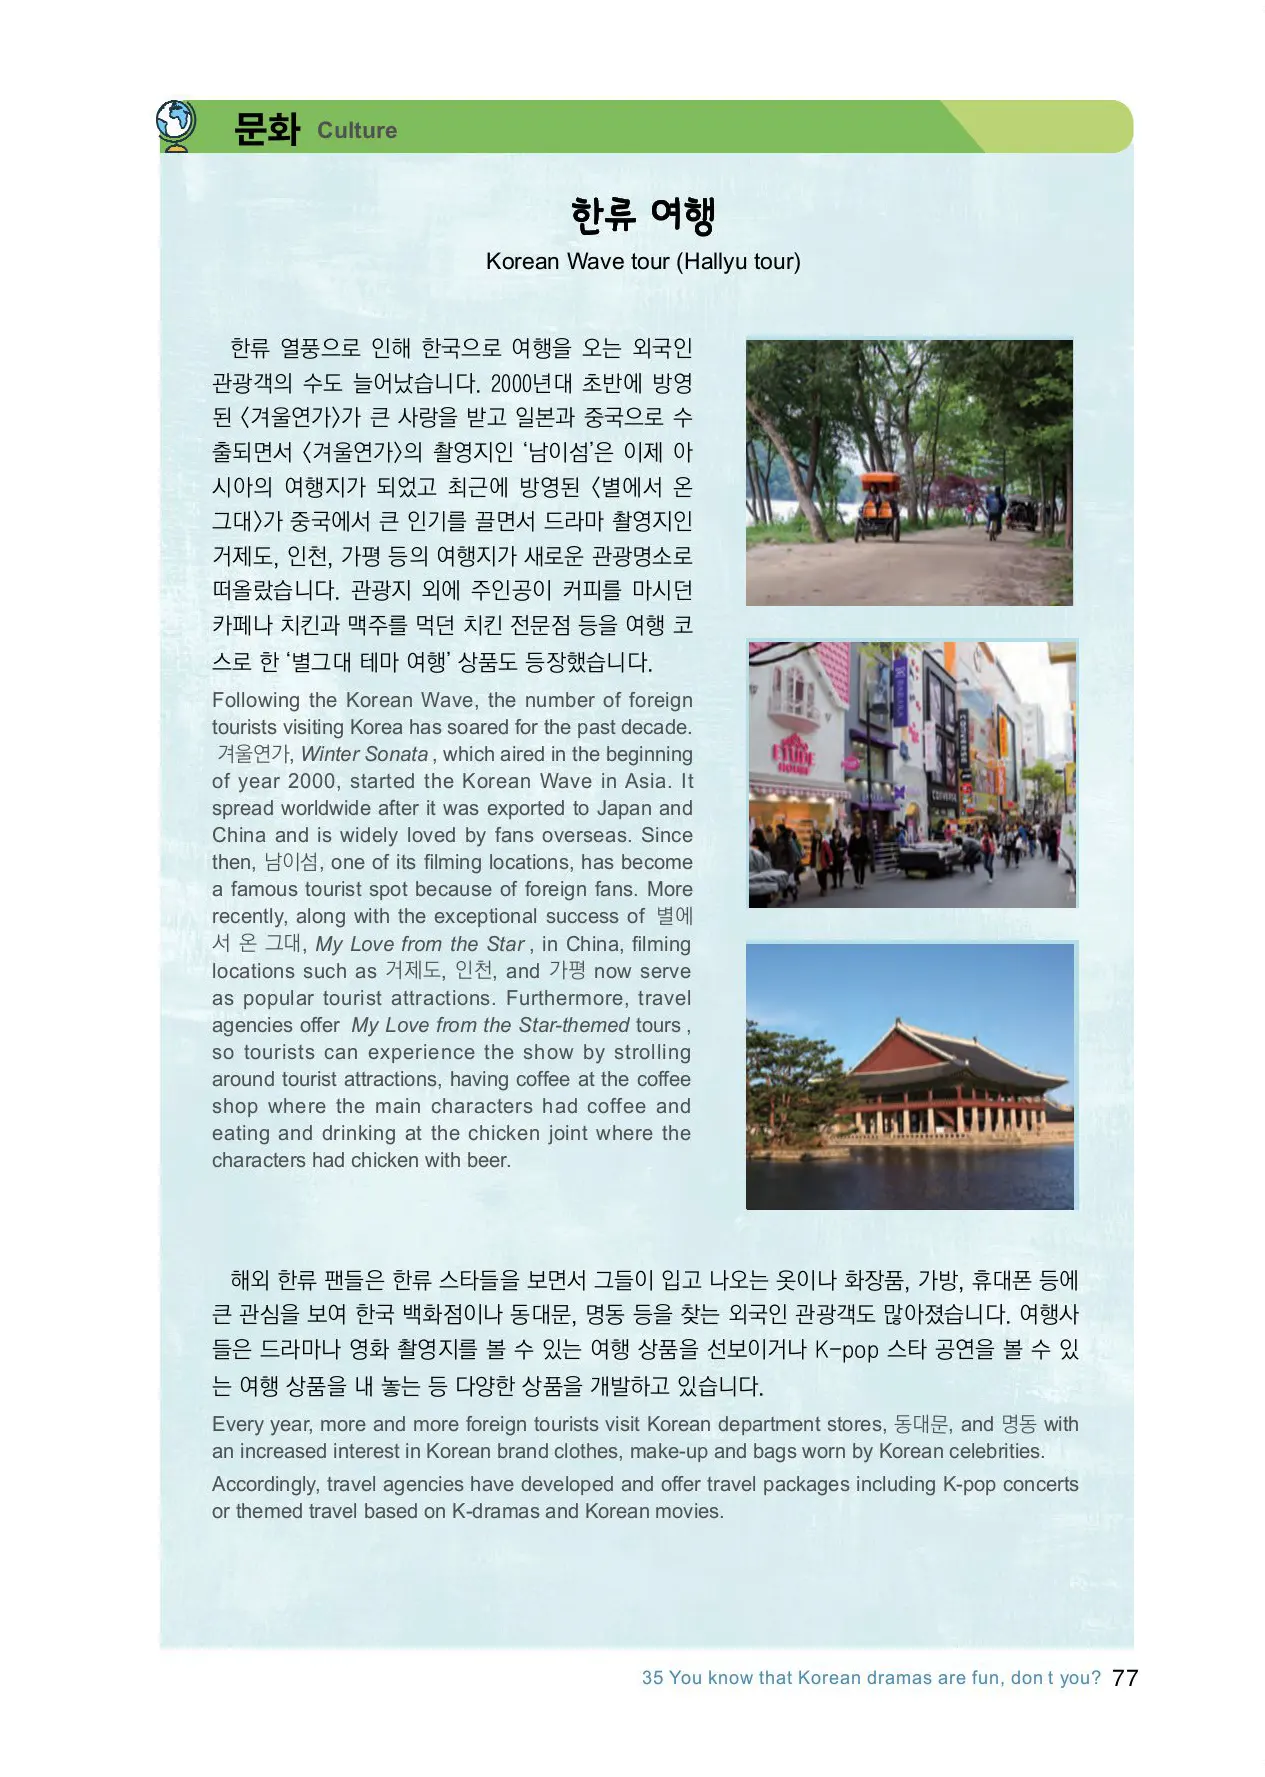 문화 Culture
한류 여행
Korean Wave tour (Hallyu tour)
한류 열풍으로 인해 한국으로 여행을 오는 외국인
관광객의 수도 늘어났습니다. 2000년대 초반에 방영
된 〈겨울연가〉가 큰 사랑을 받고 일본과 중국으로 수
출되면서 〈겨울연가〉의 촬영지인 ‘남이섬’은 이제 아
시아의 여행지가 되었고 최근에 방영된 〈별에서 온
그대〉가 중국에서 큰 인기를 끌면서 드라마 촬영지인
거제도, 인천, 가평 등의 여행지가 새로운 관광명소로
떠올랐습니다. 관광지 외에 주인공이 커피를 마시던
카페나 치킨과 맥주를 먹던 치킨 전문점 등을 여행 코
스로 한 ‘별그대 테마 여행’ 상품도 등장했습니다.
Following the Korean Wave, the number of foreign
tourists visiting Korea has soared for the past decade.
겨울연가, Winter Sonata , which aired in the beginning
of year 2000, started the Korean Wave in Asia. It
spread worldwide after it was exported to Japan and
China and is widely loved by fans overseas. Since
then, 남이섬, one of its filming locations, has become
a famous tourist spot because of foreign fans. More
recently, along with the exceptional success of 별에
서 온 그대, My Love from the Star , in China, filming
locations such as 거제도, 인천, and 가평 now serve
as popular tourist attractions. Furthermore, travel
agencies offer My Love from the Star-themed tours ,
so tourists can experience the show by strolling
around tourist attractions, having coffee at the coffee
shop where the main characters had coffee and
eating and drinking at the chicken joint where the
characters had chicken with beer.
ETUDE
HOUSE
CONVERSE
해외 한류 팬들은 한류 스타들을 보면서 그들이 입고 나오는 옷이나 화장품, 가방, 휴대폰 등에
큰 관심을 보여 한국 백화점이나 동대문, 명동 등을 찾는 외국인 관광객도 많아졌습니다. 여행사
들은 드라마나 영화 촬영지를 볼 수 있는 여행 상품을 선보이거나 K-pop 스타 공연을 볼 수 있
는 여행 상품을 내 놓는 등 다양한 상품을 개발하고 있습니다.
Every year, more and more foreign tourists visit Korean department stores, 동대문, and 명동 with
an increased interest in Korean brand clothes, make-up and bags worn by Korean celebrities.
Accordingly, travel agencies have developed and offer travel packages including K-pop concerts
or themed travel based on K-dramas and Korean movies.
35 You know that Korean dramas are fun, don t you? 77